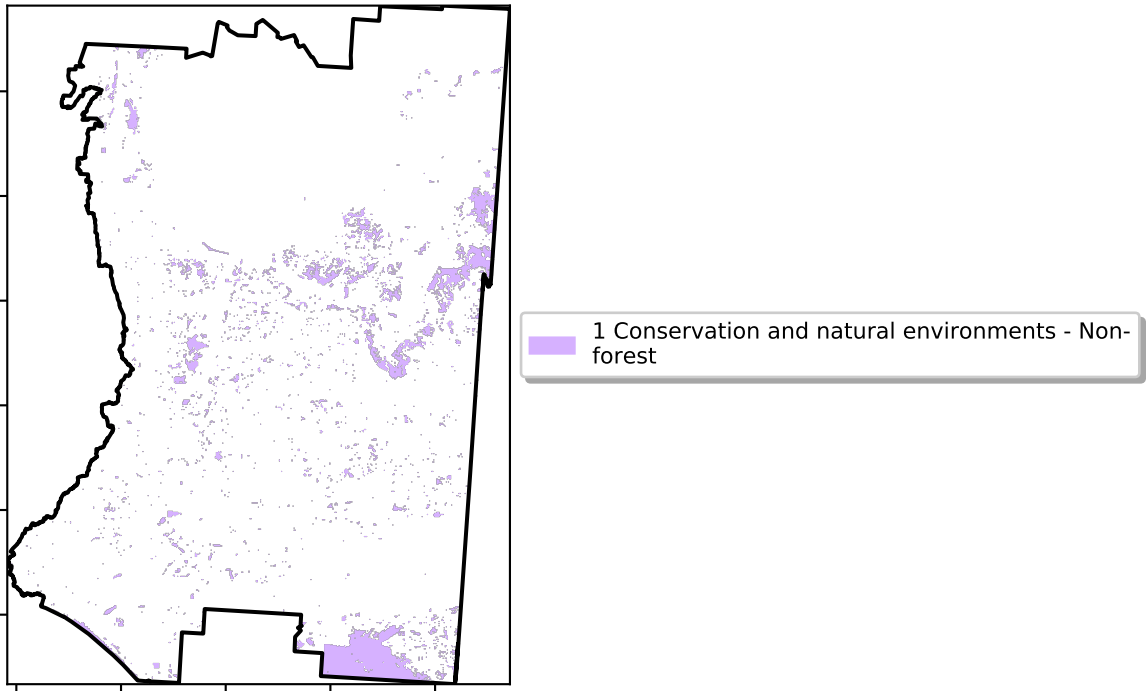 1 Conservation and natural environments - Non-
forest